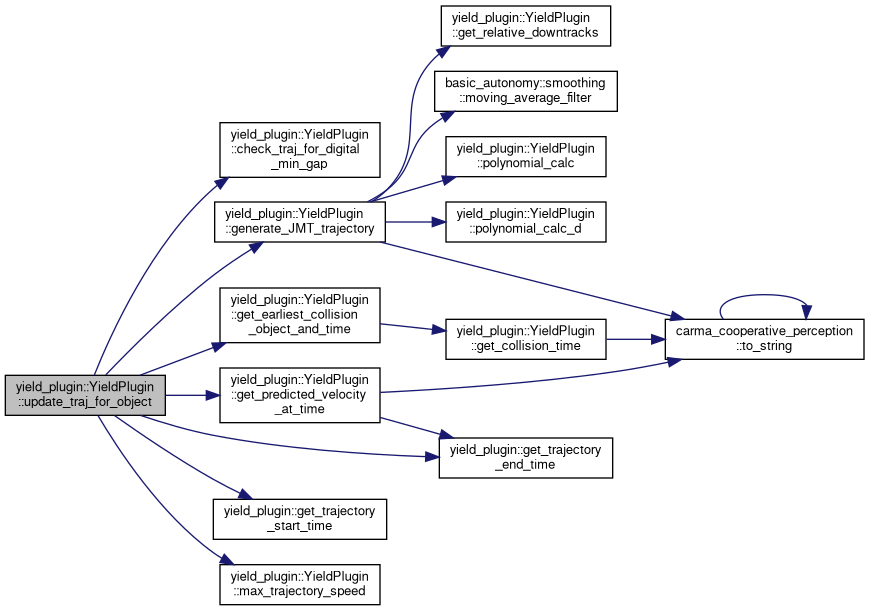 yield_plugin::YieldPlugin
::update_traj_for_object
yield_plugin::YieldPlugin
::check_traj_for_digital
_min_gap
yield_plugin::YieldPlugin
::generate_JMT_trajectory
yield_plugin::YieldPlugin
::get_earliest_collision
_object_and_time
yield_plugin::YieldPlugin
::get_predicted_velocity
_at_time
yield_plugin::get_trajectory
_start_time
yield_plugin::YieldPlugin
::max_trajectory_speed
yield_plugin::YieldPlugin
::get_relative_downtracks
basic_autonomy::smoothing
::moving_average_filter
yield_plugin::YieldPlugin
::polynomial_calc
yield_plugin::YieldPlugin
::polynomial_calc_d
yield_plugin::YieldPlugin
::get_collision_time
yield_plugin::get_trajectory
_end_time
carma_cooperative_perception
::to_string